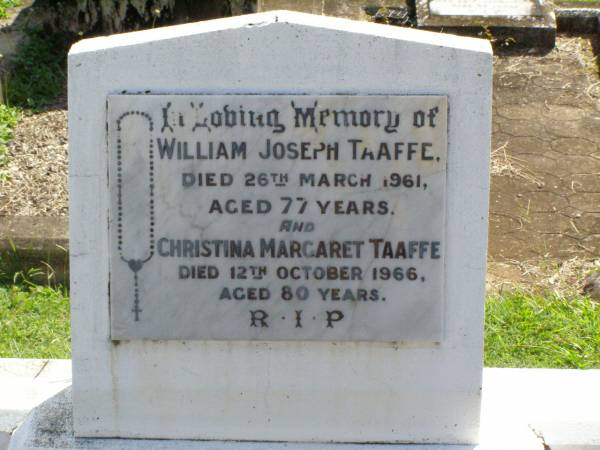 In Loving Memory of
WILLIAM JOSEPH TAAFFE,
DIED 26TH MARCH 1961,
AGED 77 YEARS.
AND
CHRISTINA MARGARET TAAFFE
DIED 12TH OCTOBER 1966,
AGED 80 YEARS.
R · I · P